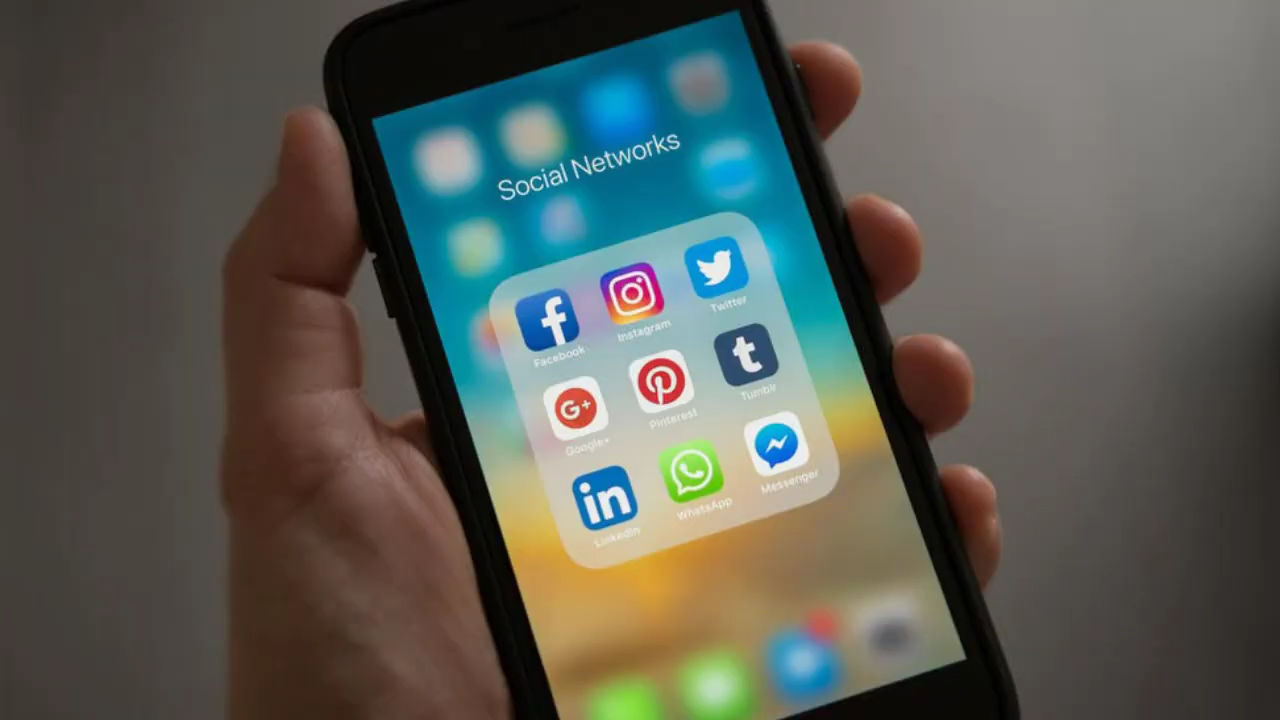 Social Networks
Facebook
Instagram
Twitter
Google+
Pinterest
Tumblr
LinkedIn
WhatsApp
Messenger